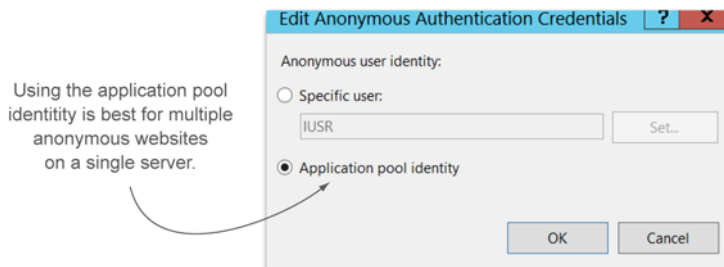 Edit Anonymous Authentication Credentials ? X
Anonymous user identity:
Using the application pool
identitity is best for multiple
anonymous websites
on a single server.
Specific user:
IUSR Set...
Application pool identity
OK Cancel